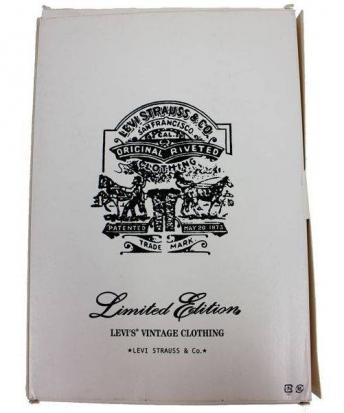 LEVI STRAUSS & CO.
SAN FRANCISCO
CAL.
ORIGINAL RIVETED
CLOTHING
PATENTED MAY 20 1873
TRADE MARK
Limited Edition
LEVI'S® VINTAGE CLOTHING
★LEVI STRAUSS & Co.★